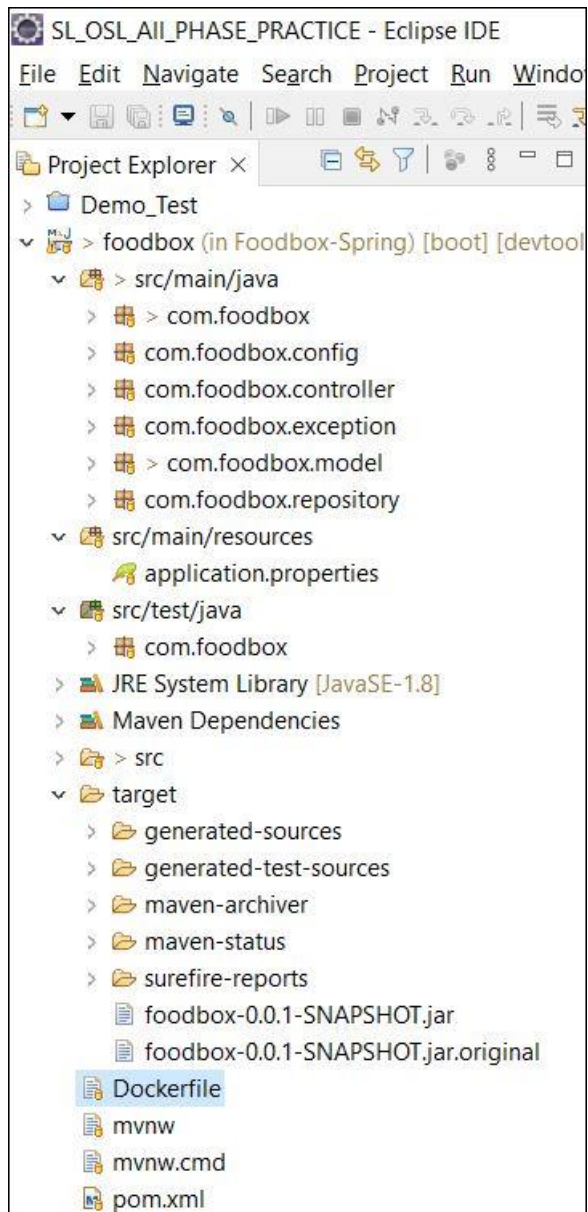 SL_OSL_All_PHASE_PRACTICE - Eclipse IDE
File Edit Navigate Search Project Run Windo
Project Explorer
> Demo_Test
> foodbox (in Foodbox-Spring) [boot] [devtool
> src/main/java
> > com.foodbox
> com.foodbox.config
> com.foodbox.controller
> com.foodbox.exception
> > com.foodbox.model
> com.foodbox.repository
src/main/resources
application.properties
src/test/java
> com.foodbox
> JRE System Library [JavaSE-1.8]
> Maven Dependencies
> > src
target
> generated-sources
> generated-test-sources
> maven-archiver
> maven-status
> surefire-reports
foodbox-0.0.1-SNAPSHOT.jar
foodbox-0.0.1-SNAPSHOT.jar.original
Dockerfile
mvnw
mvnw.cmd
pom.xml